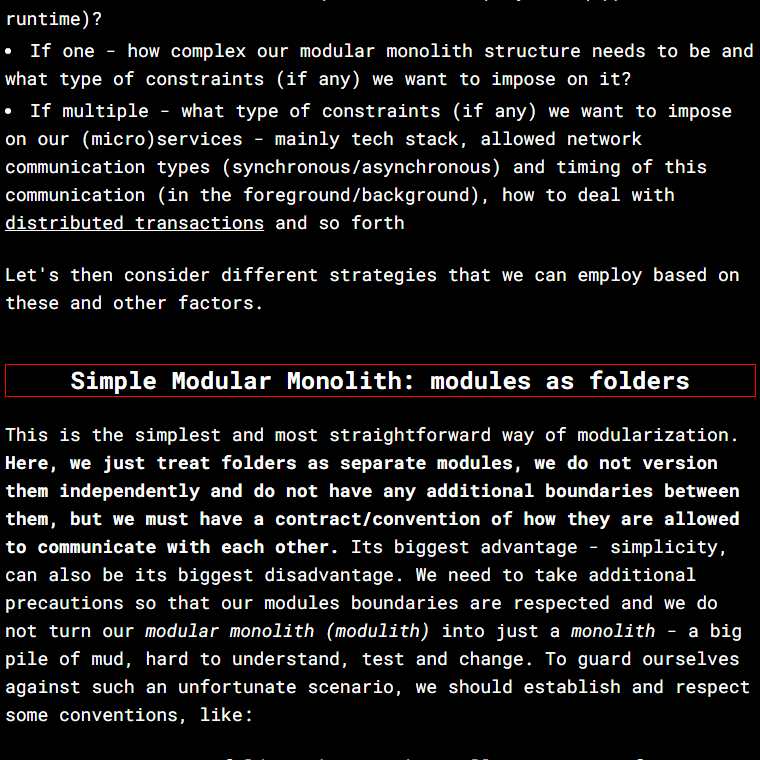 runtime)?
• If one - how complex our modular monolith structure needs to be and
what type of constraints (if any) we want to impose on it?
• If multiple - what type of constraints (if any) we want to impose
on our (micro)services - mainly tech stack, allowed network
communication types (synchronous/asynchronous) and timing of this
communication (in the foreground/background), how to deal with
distributed transactions and so forth
Let's then consider different strategies that we can employ based on
these and other factors.
Simple Modular Monolith: modules as folders
This is the simplest and most straightforward way of modularization.
Here, we just treat folders as separate modules, we do not version
them independently and do not have any additional boundaries between
them, but we must have a contract/convention of how they are allowed
to communicate with each other. Its biggest advantage - simplicity,
can also be its biggest disadvantage. We need to take additional
precautions so that our modules boundaries are respected and we do
not turn our modular monolith (modulith) into just a monolith - a big
pile of mud, hard to understand, test and change. To guard ourselves
against such an unfortunate scenario, we should establish and respect
some conventions, like: